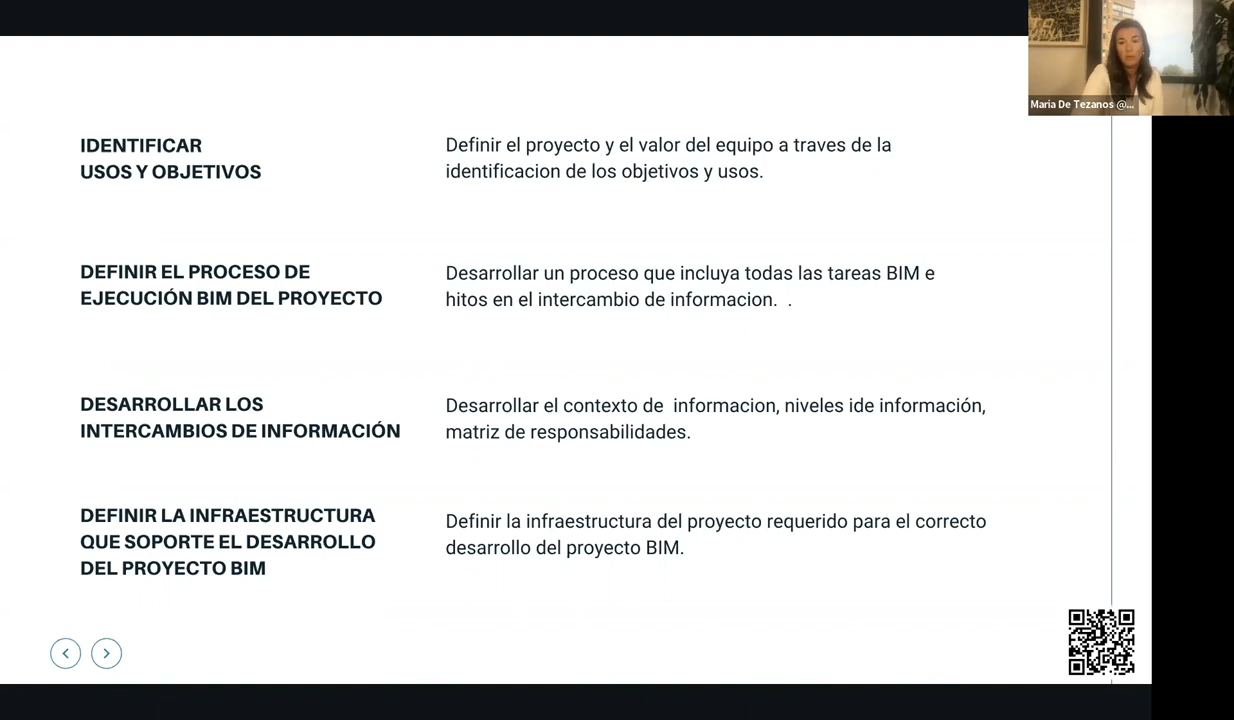 Maria De Tezanos @...
IDENTIFICAR
USOS Y OBJETIVOS
Definir el proyecto y el valor del equipo a traves de la
identificacion de los objetivos y usos.
DEFINIR EL PROCESO DE
EJECUCIÓN BIM DEL PROYECTO
Desarrollar un proceso que incluya todas las tareas BIM e
hitos en el intercambio de informacion.  .
DESARROLLAR LOS
INTERCAMBIOS DE INFORMACIÓN
Desarrollar el contexto de  informacion, niveles ide información,
matriz de responsabilidades.
DEFINIR LA INFRAESTRUCTURA
QUE SOPORTE EL DESARROLLO
DEL PROYECTO BIM
Definir la infraestructura del proyecto requerido para el correcto
desarrollo del proyecto BIM.